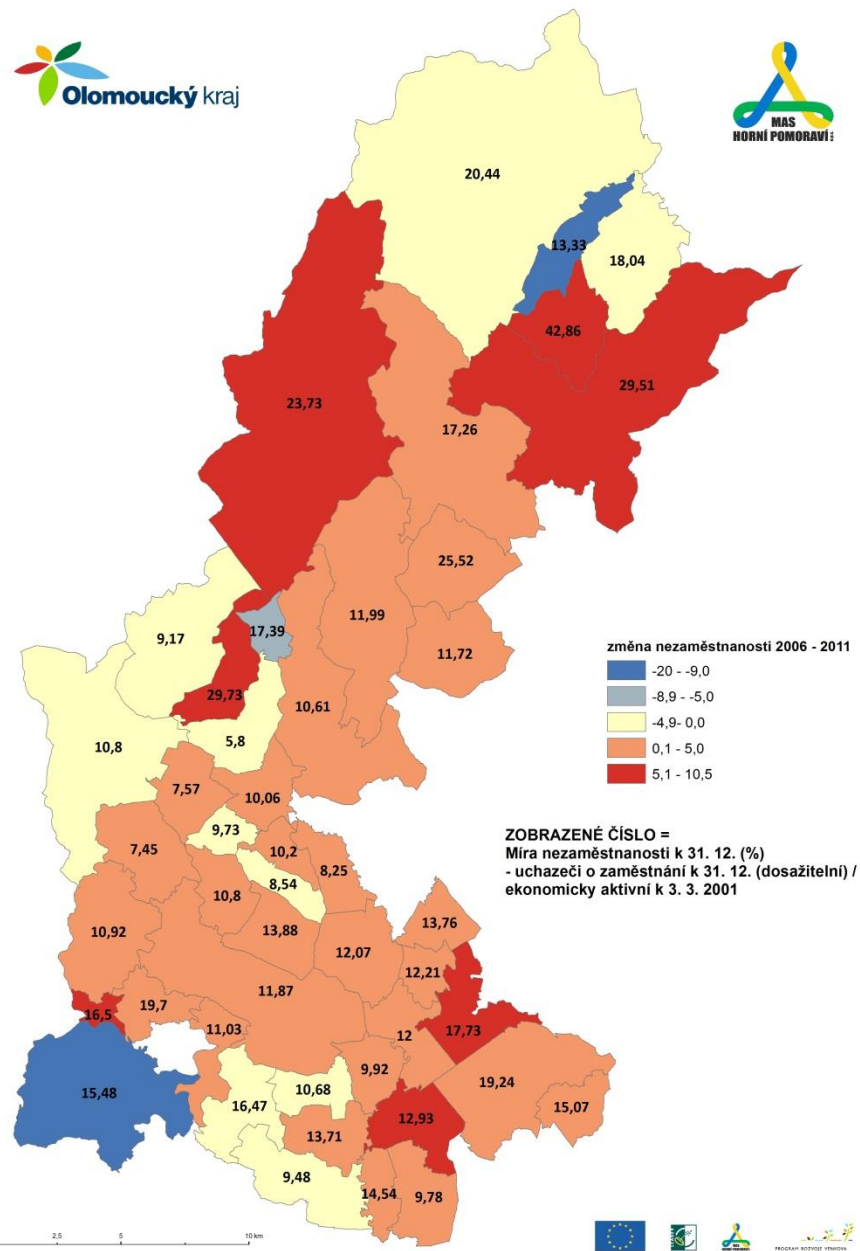 Olomoucký kraj
MAS
HORNÍ POMORAVÍ
20,44
13,33
18,04
42,86
29,51
23,73
17,26
25,52
11,99
17,39
9,17
11,72
29,73
10,61
5,8
10,8
změna nezaměstnanosti 2006 - 2011
-20 - -9,0
-8,9 - -5,0
-4,9- 0,0
0,1 - 5,0
5,1 - 10,5
7,57
10,06
9,73
7,45
10,2
8,25
8,54
10,8
ZOBRAZENÉ ČÍSLO =
Míra nezaměstnanosti k 31. 12. (%)
- uchazeči o zaměstnání k 31. 12. (dosažitelní) /
ekonomicky aktivní k 3. 3. 2001
13,76
10,92
13,88
12,07
12,21
11,87
19,7
16,5
11,03
12
17,73
9,92
19,24
15,48
10,68
16,47
15,07
12,93
13,71
9,48
14,54
9,78
2,5 5 10 km
MAS
HORNÍ POMORAVÍ
PROGRAM ROZVOJE VENKOVA